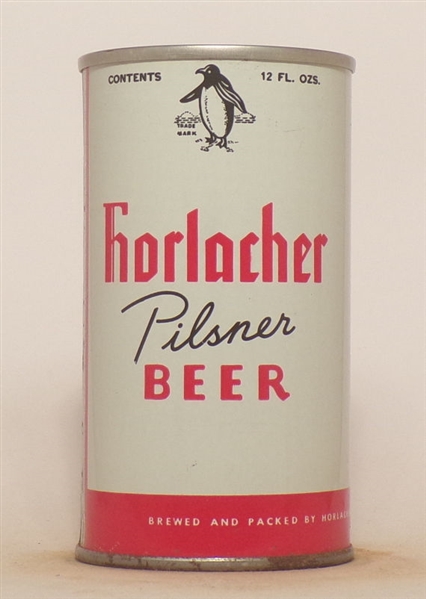 CONTENTS 12 FL. OZS.
TRADE
MARK
Horlacher
Pilsner
BEER
BREWED AND PACKED BY